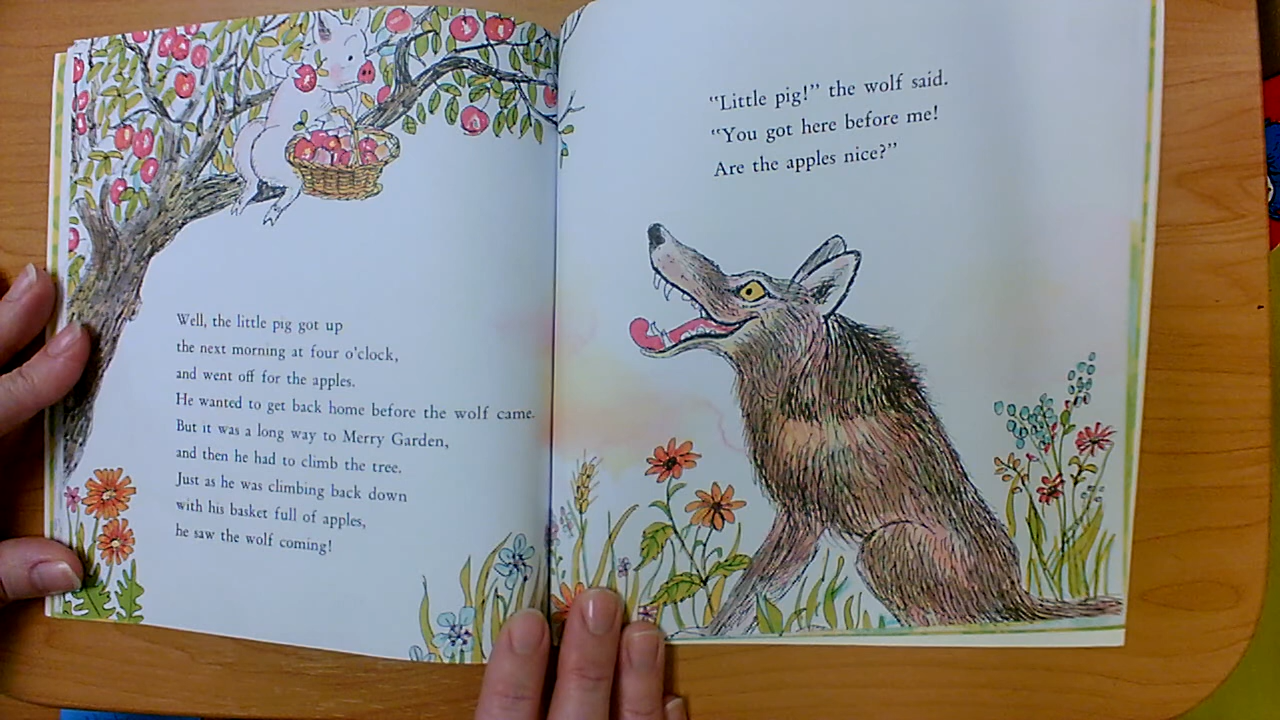 Well, the little pig got up
the next morning at four o'clock,
and went off for the apples.
He wanted to get back home before the wolf came.
But it was a long way to Merry Garden,
and then he had to climb the tree.
Just as he was climbing back down
with his basket full of apples,
he saw the wolf coming!
“Little pig!” the wolf said.
“You got here before me!
Are the apples nice?”